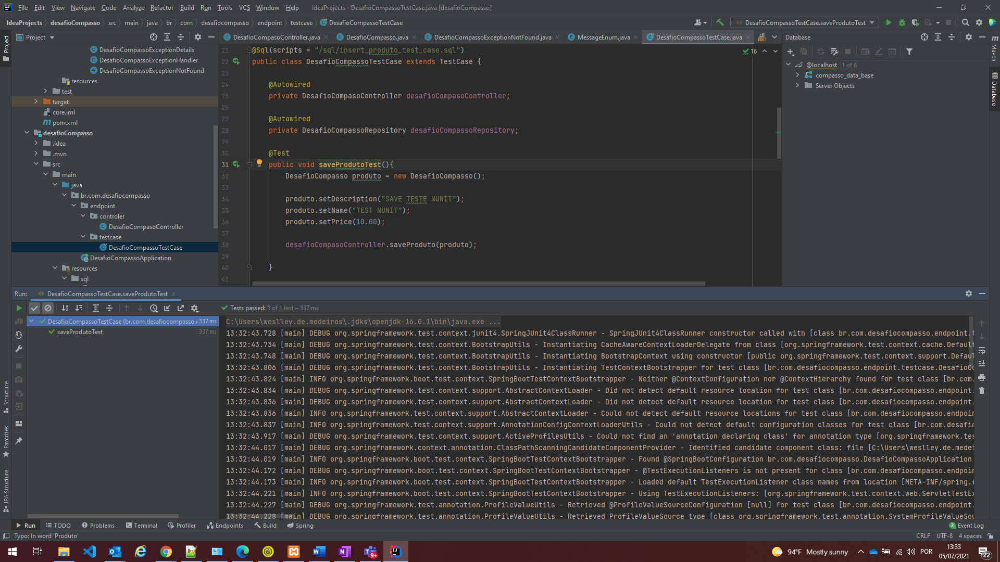 File Edit View Navigate Code Analyze Refactor Build Run Tools VCS Window Help IdeaProjects - DesafioCompassoTestCase.java [desafioCompasso]
IdeaProjects desafioCompasso src main java br com desafiocompasso endpoint testcase DesafioCompassoTestCase
DesafioCompassoTestCase.saveProdutoTest
Project
DesafioCompasoController.java DesafioCompasso.java DesafioCompassoExceptionNotFound.java MessageEnum.java DesafioCompassoTestCase.java
Database
Project
DesafioCompassoExceptionDetails
DesafioCompassoExceptionHandler
DesafioCompassoExceptionNotFound
resources
test
target
core.iml
pom.xml
desafioCompasso
.idea
.mvn
src
main
java
br.com.desafiocompasso
endpoint
controler
DesafioCompasoController
testcase
DesafioCompassoTestCase
DesafioCompassoApplication
resources
sql
21 @Sql(scripts = "/sql/insert_produto_test_case.sql")
22 public class DesafioCompassoTestCase extends TestCase {
23
24 @Autowired
25 private DesafioCompasoController desafioCompasoController;
26
27 @Autowired
28 private DesafioCompassoRepository desafioCompassoRepository;
29
30 @Test
31 public void saveProdutoTest(){
32 DesafioCompasso produto = new DesafioCompasso();
33
34 produto.setDescription("SAVE TESTE NUNIT");
35 produto.setName("TEST NUNIT");
36 produto.setPrice(10.00);
37
38 desafioCompasoController.saveProduto(produto);
39
40 }
41
16
@localhost 1 of 6
compasso_data_base
Server Objects
Maven
Database
Run: DesafioCompassoTestCase.saveProdutoTest
Tests passed: 1 of 1 test – 337 ms
DesafioCompassoTestCase (br.com.desafiocompasso.e 337 ms
saveProdutoTest 337 ms
C:\Users\weslley.de.medeiros\.jdks\openjdk-16.0.1\bin\java.exe ...
13:32:43.728 [main] DEBUG org.springframework.test.context.junit4.SpringJUnit4ClassRunner - SpringJUnit4ClassRunner constructor called with [class br.com.desafiocompasso.endpoint.t
13:32:43.734 [main] DEBUG org.springframework.test.context.BootstrapUtils - Instantiating CacheAwareContextLoaderDelegate from class [org.springframework.test.context.cache.Default
13:32:43.748 [main] DEBUG org.springframework.test.context.BootstrapUtils - Instantiating BootstrapContext using constructor [public org.springframework.test.context.support.Defaul
13:32:43.806 [main] DEBUG org.springframework.test.context.BootstrapUtils - Instantiating TestContextBootstrapper for test class [br.com.desafiocompasso.endpoint.testcase.DesafioCo
13:32:43.824 [main] INFO org.springframework.boot.test.context.SpringBootTestContextBootstrapper - Neither @ContextConfiguration nor @ContextHierarchy found for test class [br.com.
13:32:43.834 [main] DEBUG org.springframework.test.context.support.AbstractContextLoader - Did not detect default resource location for test class [br.com.desafiocompasso.endpoint.
13:32:43.836 [main] DEBUG org.springframework.test.context.support.AbstractContextLoader - Did not detect default resource location for test class [br.com.desafiocompasso.endpoint.
13:32:43.836 [main] INFO org.springframework.test.context.support.AbstractContextLoader - Could not detect default resource locations for test class [br.com.desafiocompasso.endpoin
13:32:43.837 [main] INFO org.springframework.test.context.support.AnnotationConfigContextLoaderUtils - Could not detect default configuration classes for test class [br.com.desafio
13:32:43.917 [main] DEBUG org.springframework.test.context.support.ActiveProfilesUtils - Could not find an 'annotation declaring class' for annotation type [org.springframework.tes
13:32:44.017 [main] DEBUG org.springframework.context.annotation.ClassPathScanningCandidateComponentProvider - Identified candidate component class: file [C:\Users\weslley.de.medei
13:32:44.019 [main] INFO org.springframework.boot.test.context.SpringBootTestContextBootstrapper - Found @SpringBootConfiguration br.com.desafiocompasso.DesafioCompassoApplication
13:32:44.172 [main] DEBUG org.springframework.boot.test.context.SpringBootTestContextBootstrapper - @TestExecutionListeners is not present for class [br.com.desafiocompasso.endpoin
13:32:44.173 [main] INFO org.springframework.boot.test.context.SpringBootTestContextBootstrapper - Loaded default TestExecutionListener class names from location [META-INF/spring.f
13:32:44.221 [main] INFO org.springframework.boot.test.context.SpringBootTestContextBootstrapper - Using TestExecutionListeners: [org.springframework.test.context.web.ServletTestEx
13:32:44.227 [main] DEBUG org.springframework.test.annotation.ProfileValueUtils - Retrieved @ProfileValueSourceConfiguration [null] for test class [br.com.desafiocompasso.endpoint.
13:32:44.228 [main] DEBUG org.springframework.test.annotation.ProfileValueUtils - Retrieved ProfileValueSource type [class org.springframework.test.annotation.SystemProfileValueSou
Structure
Favorites
JPA Structure
Run TODO Problems Terminal Profiler Endpoints Build Spring 2 Event Log
Typo: In word 'Produto' CRLF UTF-8 4 spaces
9+ 94°F Mostly sunny POR 13:33
05/07/2021 22